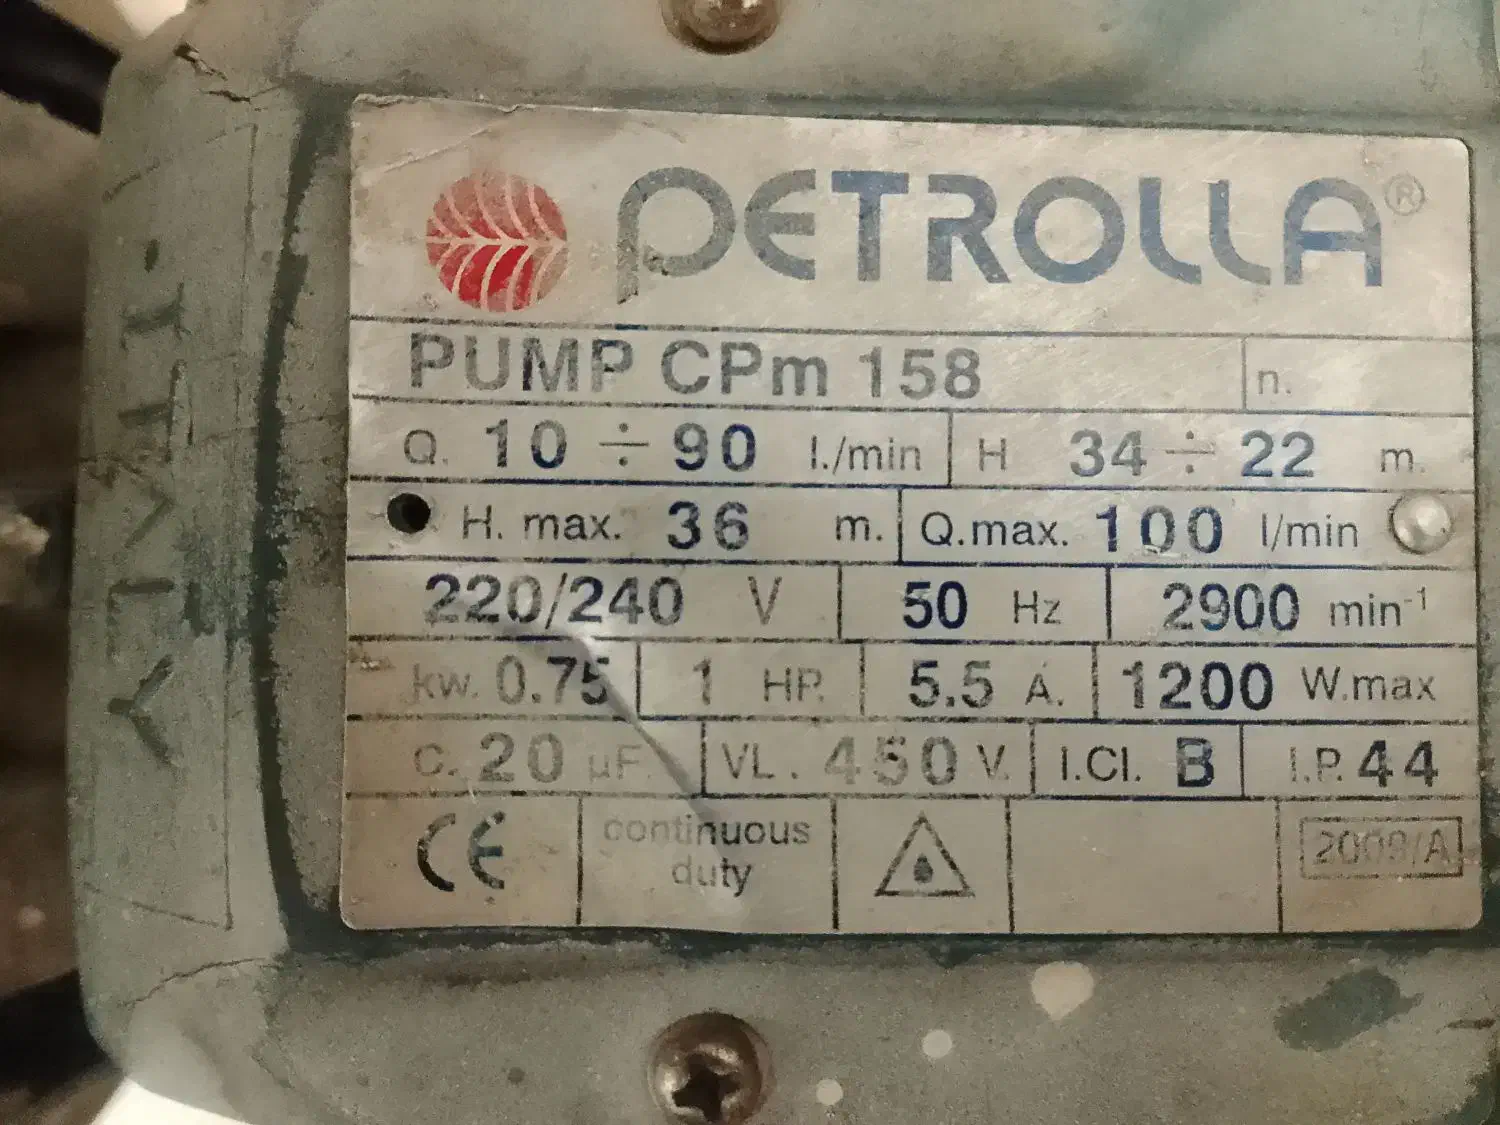 PETROLLA®
PUMP CPm 158 n.
Q. 10 ÷ 90 l./min H 34 ÷ 22 m.
H. max. 36 m. Q.max. 100 l/min
220/240 V 50 Hz 2900 min-1
kw. 0.75 1 HP. 5.5 A. 1200 W.max
C. 20 µF. VL. 450 V. I.Cl. B I.P. 44
CE continuous
duty
2009/A
ITALY